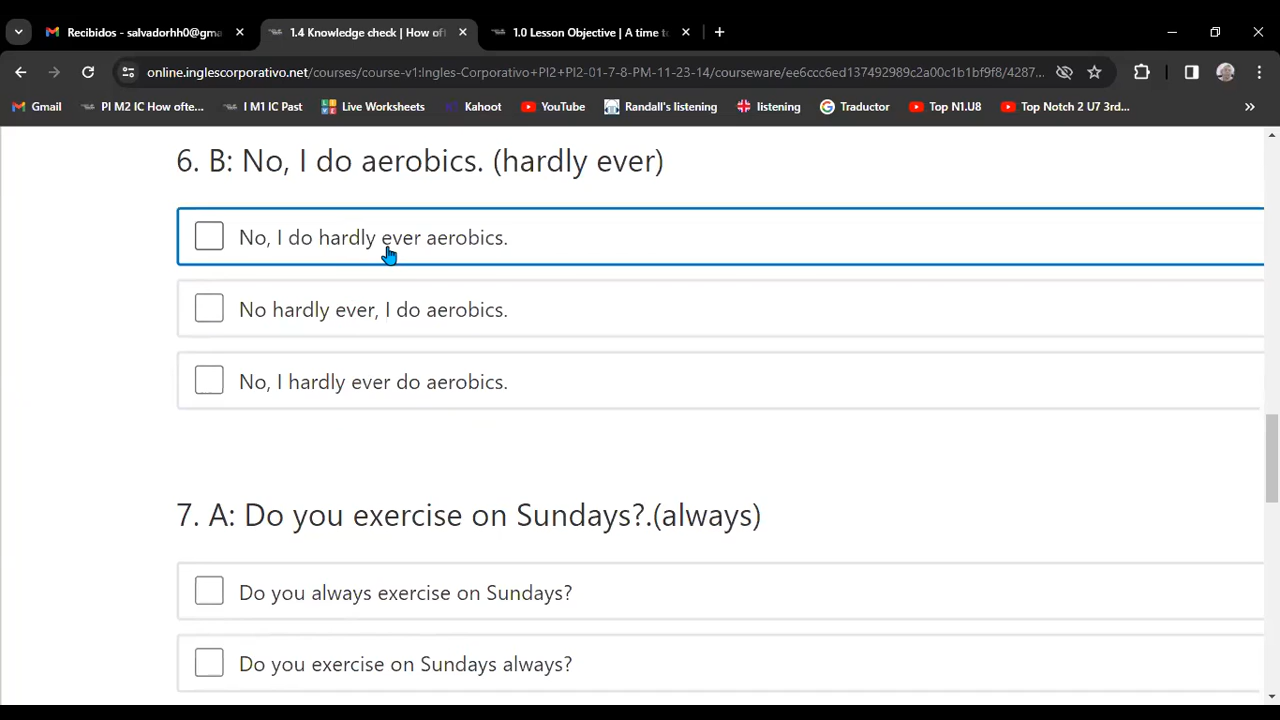 Recibidos - salvadorhh0@gma
1.4 Knowledge check | How of
1.0 Lesson Objective | A time to
online.inglescorporativo.net/courses/course-v1:Ingles-Corporativo+PI2+PI2-01-7-8-PM-11-23-14/courseware/ee6ccc6ed137492989c2a00c1b1bf9f8/4287...
Gmail
PI M2 IC How ofte...
I M1 IC Past
Live Worksheets
Kahoot
YouTube
Randall's listening
listening
Traductor
Top N1.U8
Top Notch 2 U7 3rd...
6. B: No, I do aerobics. (hardly ever)
No, I do hardly ever aerobics.
No hardly ever, I do aerobics.
No, I hardly ever do aerobics.
7. A: Do you exercise on Sundays?.(always)
Do you always exercise on Sundays?
Do you exercise on Sundays always?